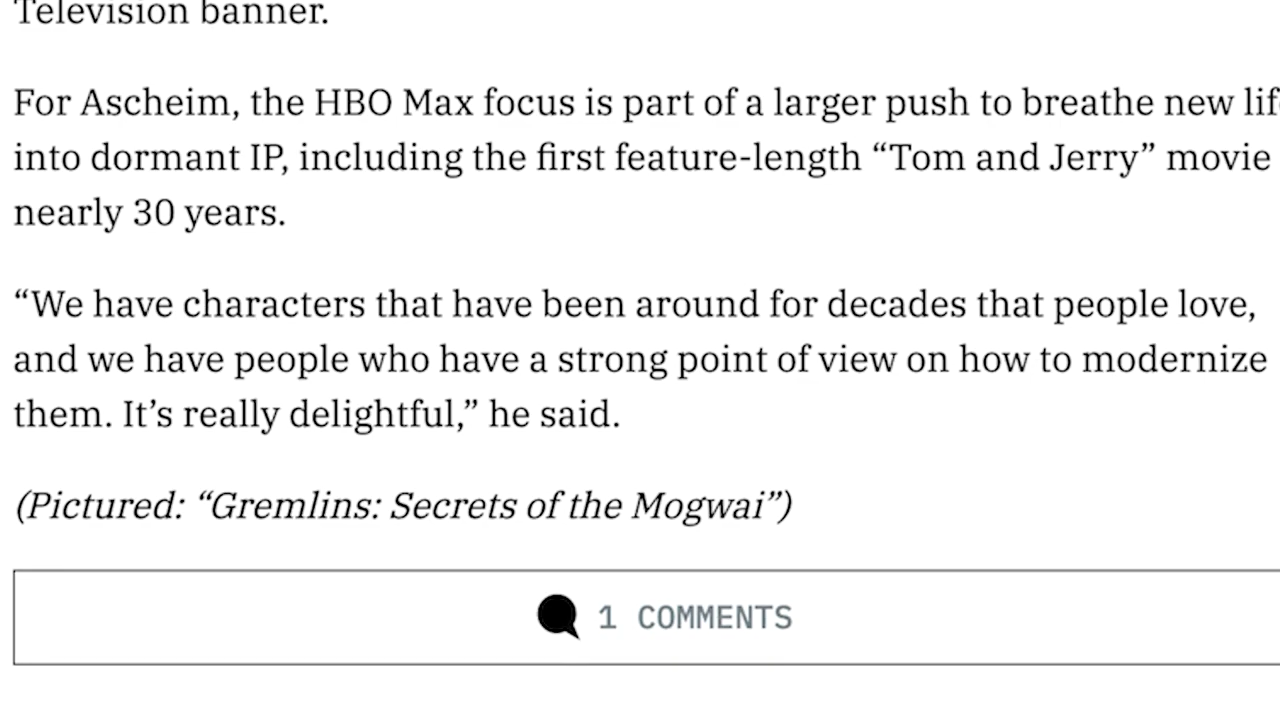 Television banner.
For Ascheim, the HBO Max focus is part of a larger push to breathe new lif
into dormant IP, including the first feature-length “Tom and Jerry” movie
nearly 30 years.
“We have characters that have been around for decades that people love,
and we have people who have a strong point of view on how to modernize
them. It’s really delightful,” he said.
(Pictured: “Gremlins: Secrets of the Mogwai”)
1 COMMENTS